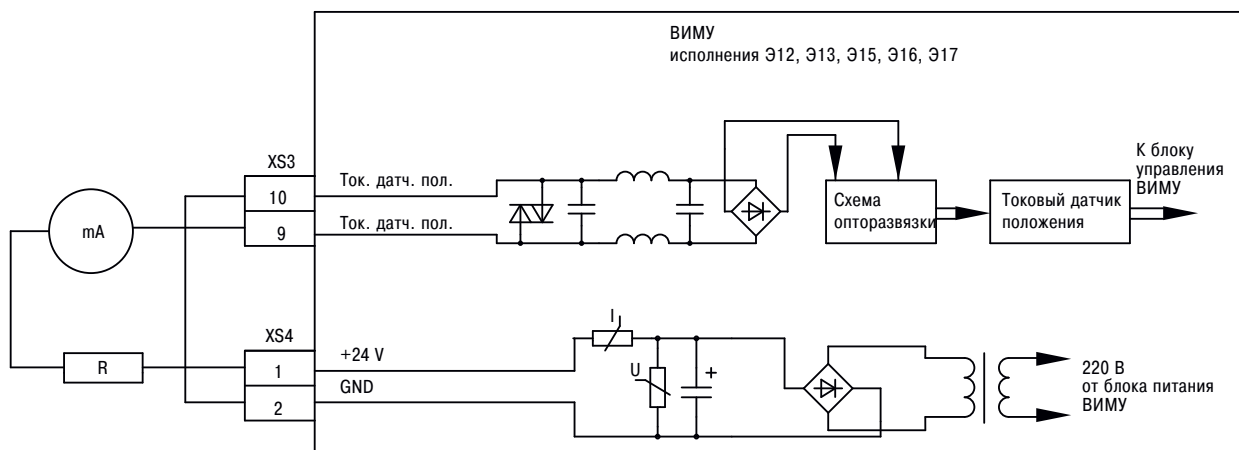 ВИМУ
исполнения Э12, Э13, Э15, Э16, Э17
XS3
10
9
Ток. датч. пол.
Ток. датч. пол.
mA
Схема
опторазвязки
Токовый датчик
положения
К блоку
управления
ВИМУ
XS4
1
2
+24 V
GND
R
I
U
+
220 В
от блока питания
ВИМУ